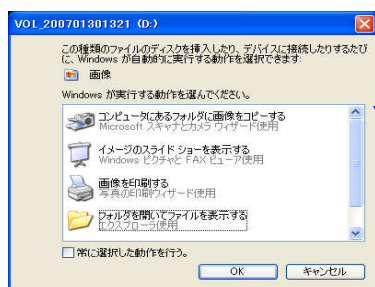 VOL_200701301321 (D:)
この種類のファイルのディスクを挿入したり、デバイスに接続したりするたび
に、Windows が自動的に実行する動作を選択できます:
画像
Windows が実行する動作を選んでください。
コンピュータにあるフォルダに画像をコピーする
Microsoft スキャナとカメラ ウィザード使用
イメージのスライド ショーを表示する
Windows ピクチャと FAX ビューア使用
画像を印刷する
写真の印刷ウィザード使用
フォルダを開いてファイルを表示する
エクスプローラ使用
常に選択した動作を行う。
OK
キャンセル